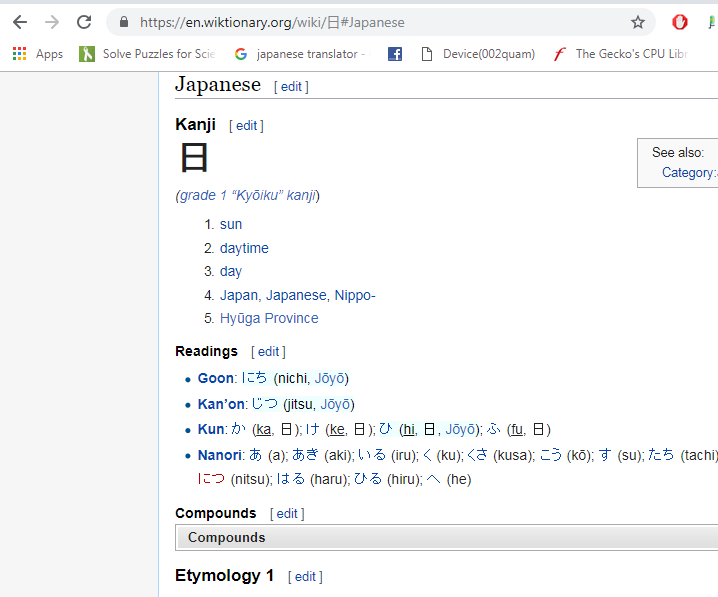 https://en.wiktionary.org/wiki/日#Japanese
Apps Solve Puzzles for Scie japanese translator - Device(002quam) The Gecko's CPU Libr
Japanese [ edit ]
Kanji [ edit ]
日
See also:
Category:
(grade 1 “Kyōiku” kanji)
1. sun
2. daytime
3. day
4. Japan, Japanese, Nippo-
5. Hyūga Province
Readings [ edit ]
• Goon: にち (nichi, Jōyō)
• Kan’on: じつ (jitsu, Jōyō)
• Kun: か (ka, 日); け (ke, 日); ひ (hi, 日, Jōyō); ふ (fu, 日)
• Nanori: あ (a); あき (aki); いる (iru); く (ku); くさ (kusa); こう (kō); す (su); たち (tachi)
につ (nitsu); はる (haru); ひる (hiru); へ (he)
Compounds [ edit ]
Compounds
Etymology 1 [ edit ]